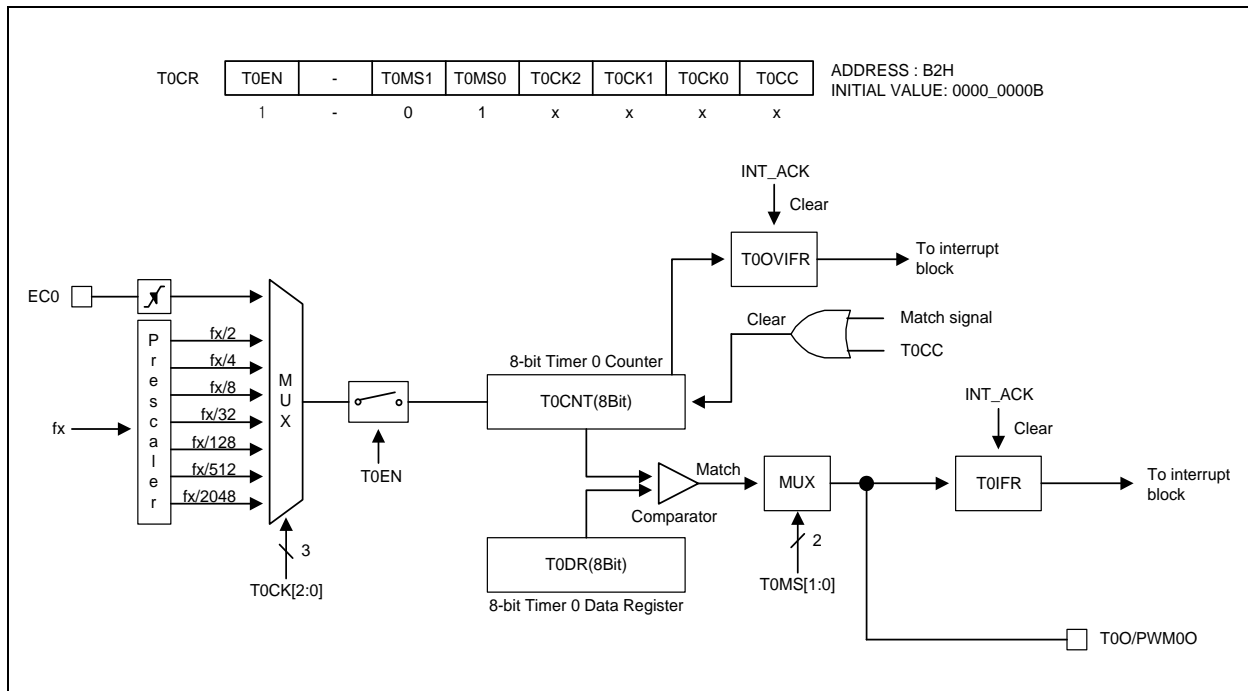 T0CR T0EN - T0MS1 T0MS0 T0CK2 T0CK1 T0CK0 T0CC ADDRESS : B2H
INITIAL VALUE: 0000_0000B
1 - 0 1 x x x x
INT_ACK
Clear
T0OVIFR
To interrupt
block
EC0
Prescaler
fx
fx/2
fx/4
fx/8
fx/32
fx/128
fx/512
fx/2048
MUX
3
T0CK[2:0]
T0EN
8-bit Timer 0 Counter
T0CNT(8Bit)
Clear
Match signal
T0CC
Comparator
Match
T0DR(8Bit)
8-bit Timer 0 Data Register
MUX
2
T0MS[1:0]
INT_ACK
Clear
T0IFR
To interrupt
block
T0O/PWM0O